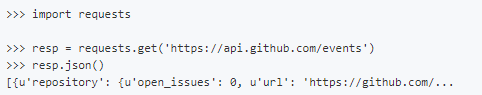 >>> import requests
>>> resp = requests.get('https://api.github.com/events')
>>> resp.json()
[{u'repository': {u'open_issues': 0, u'url': 'https://github.com/...